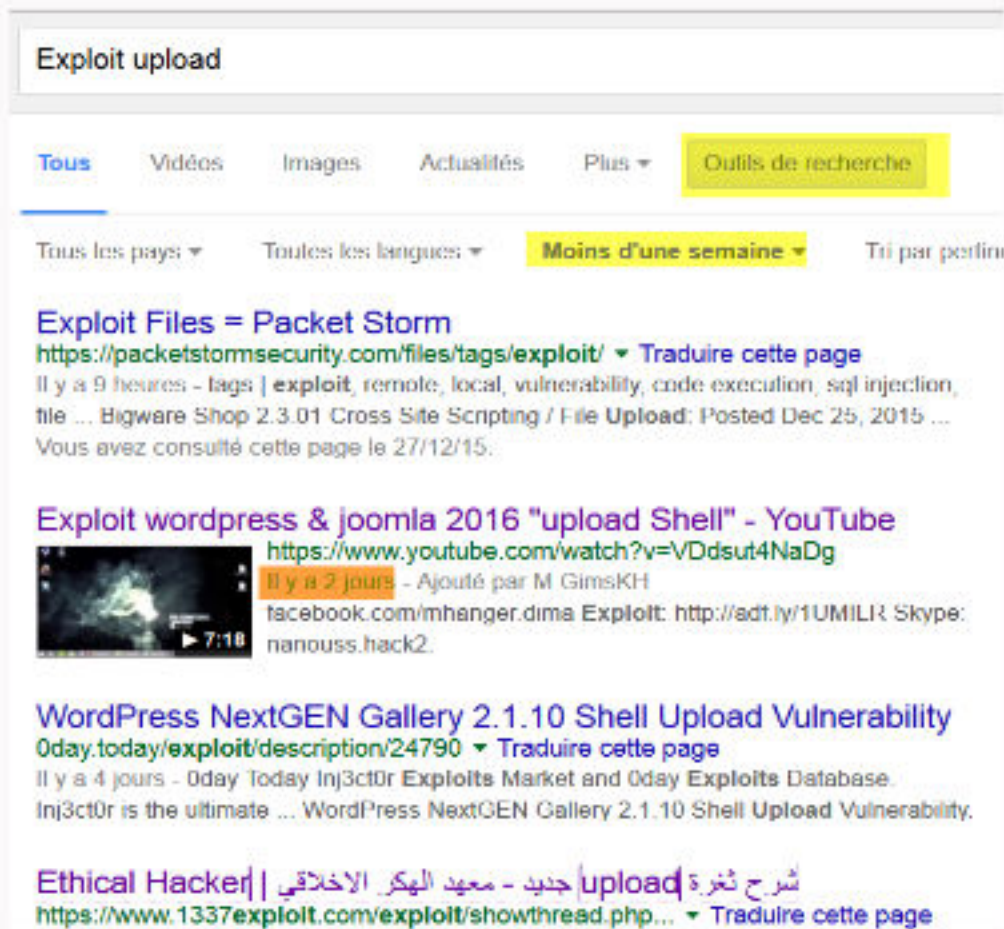 Exploit upload
Tous Vidéos Images Actualités Plus Outils de recherche
Tous les pays Toutes les langues Moins d'une semaine Tri par
Exploit Files = Packet Storm
https://packetstormsecurity.com/files/tags/exploit/ Traduire cette page
Il y a 9 heures - tags | exploit, remote, local, vulnerability, code execution, sql injection,
file ... Bigware Shop 2.3.01 Cross Site Scripting / File Upload: Posted Dec 25, 2015 ...
Vous avez consulté cette page le 27/12/15.
Exploit wordpress & joomla 2016 "upload Shell" - YouTube
https://www.youtube.com/watch?v=VDdsut4NaDg
Il y a 2 jours - Ajouté par M GimsKH
facebook.com/mhanger.dima Exploit: http://adf.ly/1UMILR Skype:
nanouss.hack2.
7:18
WordPress NextGEN Gallery 2.1.10 Shell Upload Vulnerability
0day.today/exploit/description/24790 Traduire cette page
Il y a 4 jours - 0day Today Inj3ct0r Exploits Market and 0day Exploits Database.
Inj3ct0r is the ultimate ... WordPress NextGEN Gallery 2.1.10 Shell Upload Vulnerability.
شرح ثغرة |upload| جديد - معهد الهكر الاخلاقي | |Ethical Hacker
https://www.1337exploit.com/exploit/showthread.php... Traduire cette page